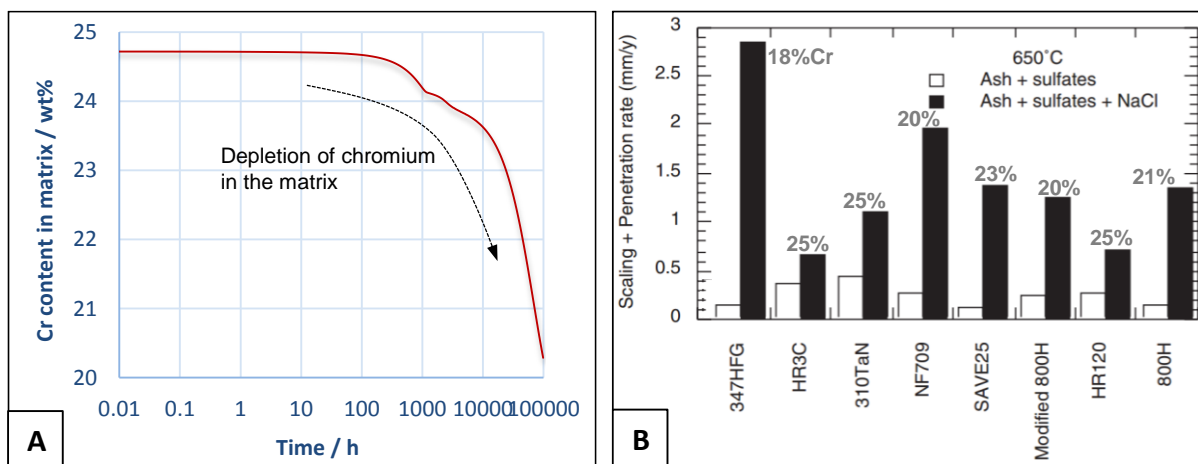 25
24
23
22
21
20
Cr content in matrix / wt%
Depletion of chromium
in the matrix
0.01 0.1 1 10 100 1000 10000 100000
Time / h
A
3
2.5
2
1.5
1
0.5
0
Scaling + Penetration rate (mm/y)
650˚C
Ash + sulfates
Ash + sulfates + NaCl
18%Cr
25%
25%
20%
23%
20%
25%
21%
347HFG
HR3C
310TaN
NF709
SAVE25
Modified 800H
HR120
800H
B